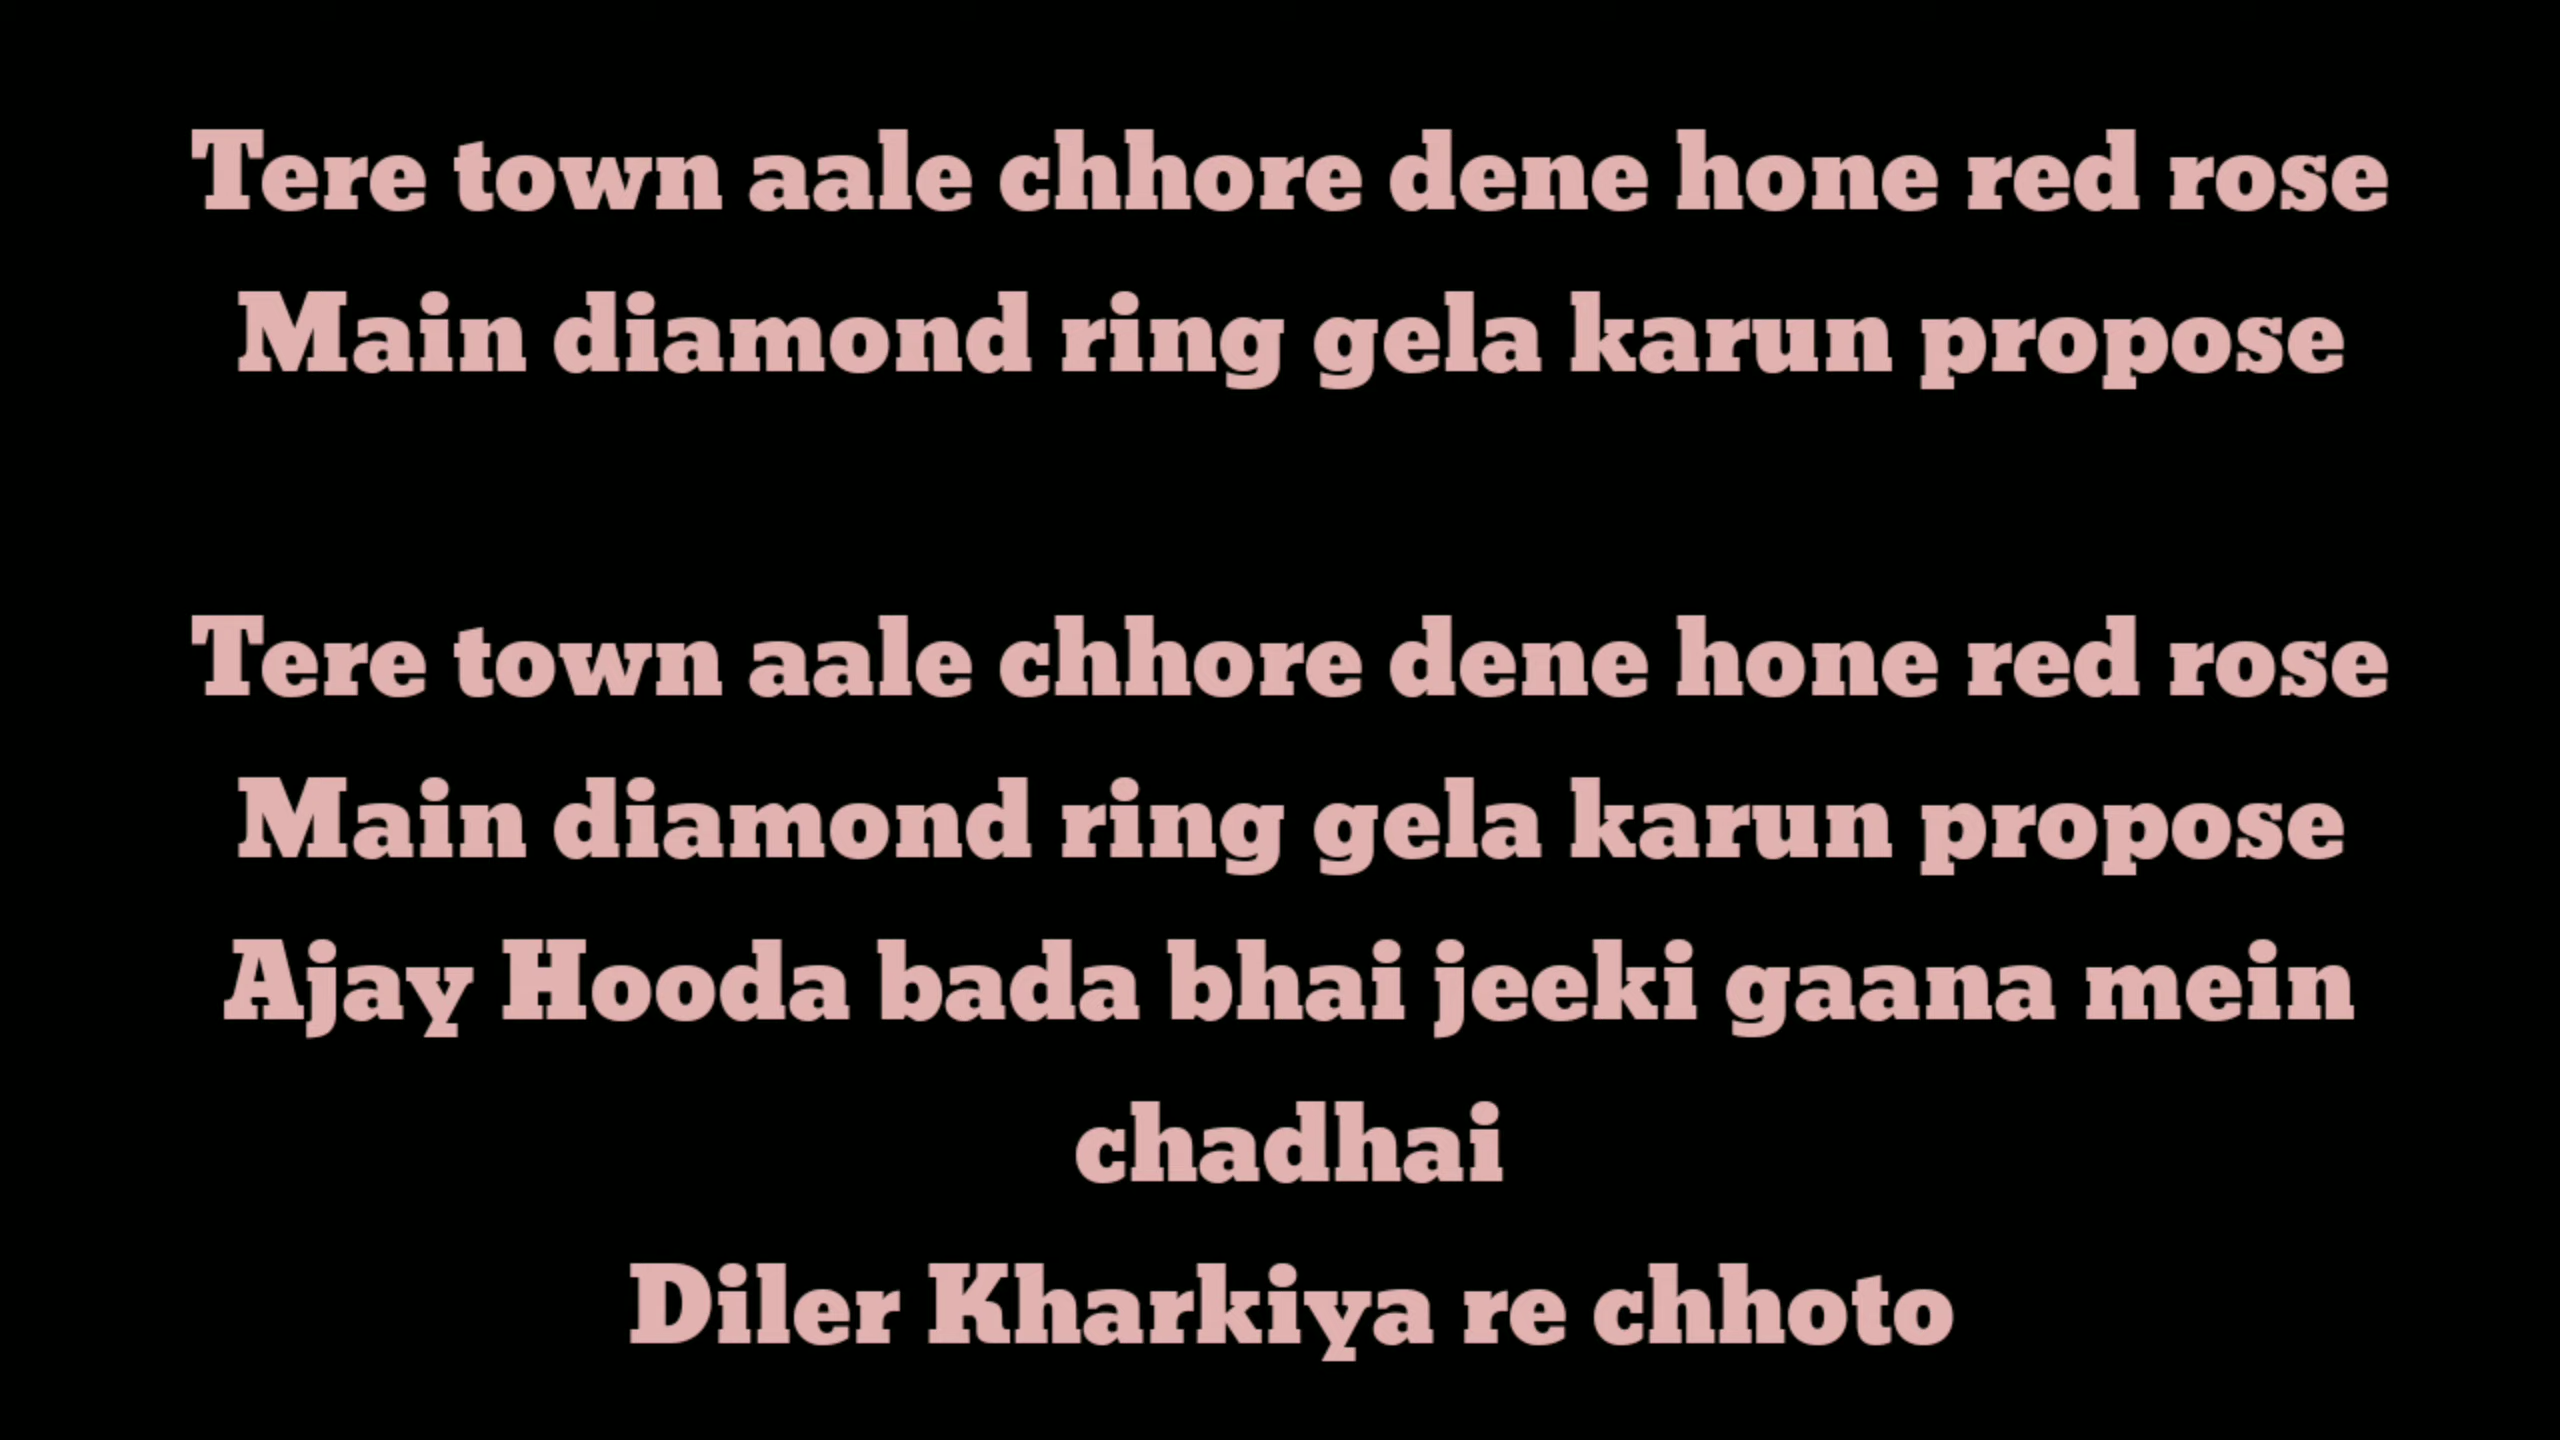 Tere town aale chhore dene hone red rose
Main diamond ring gela karun propose
Tere town aale chhore dene hone red rose
Main diamond ring gela karun propose
Ajay Hooda bada bhai jeeki gaana mein
chadhai
Diler Kharkiya re chhoto